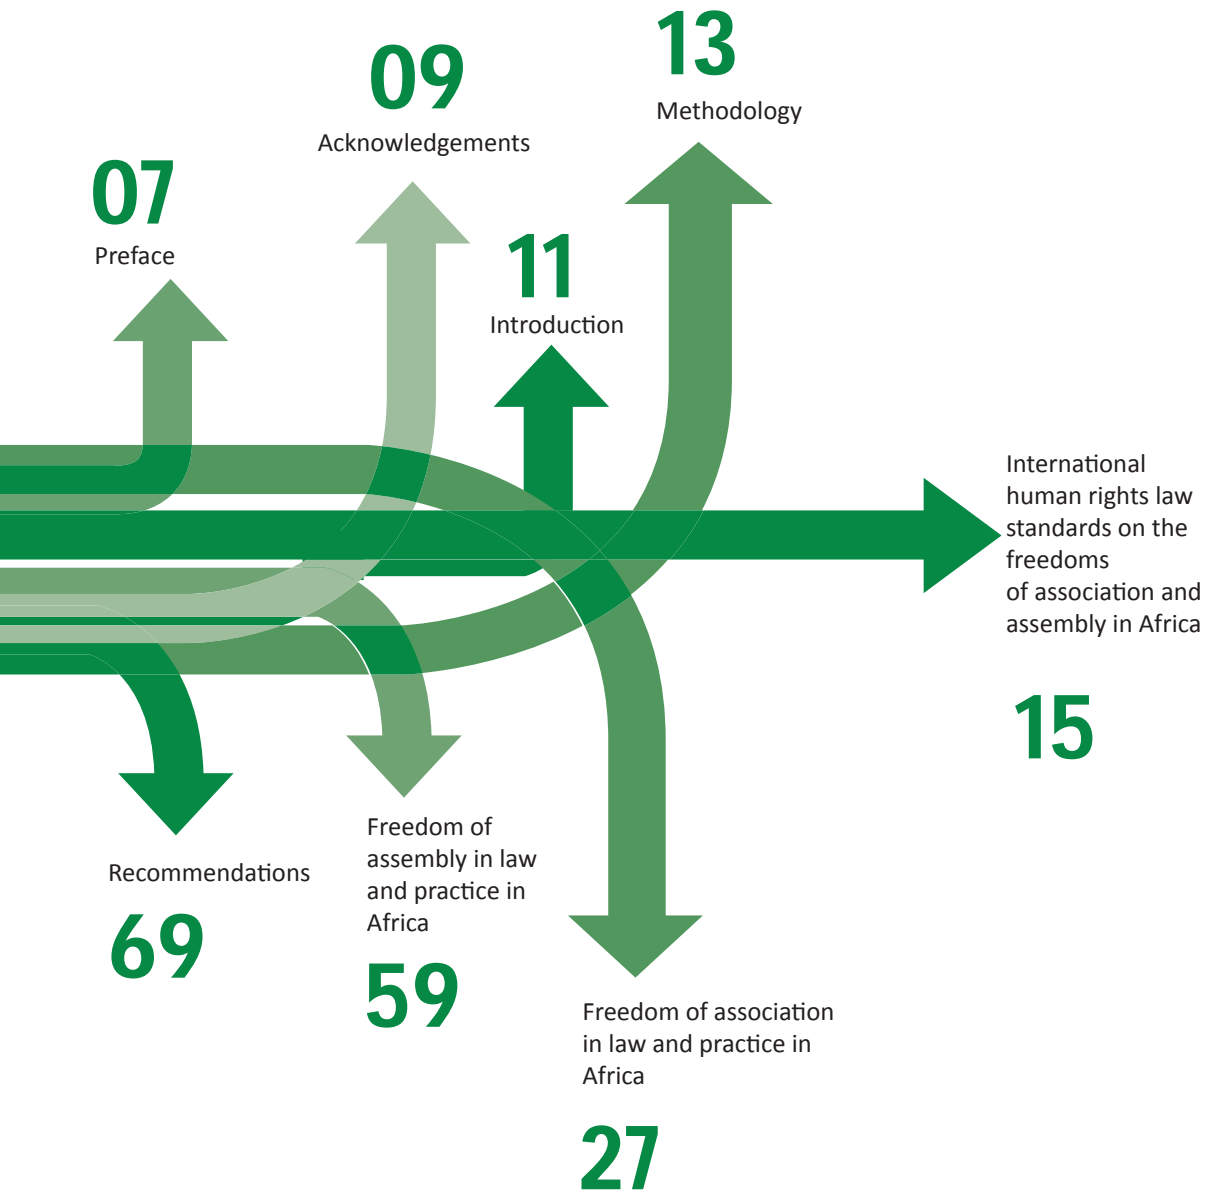 07
Preface
09
Acknowledgements
11
Introduction
13
Methodology
International
human rights law
standards on the
freedoms
of association and
assembly in Africa
15
Freedom of association
in law and practice in
Africa
27
Freedom of
assembly in law
and practice in
Africa
59
Recommendations
69